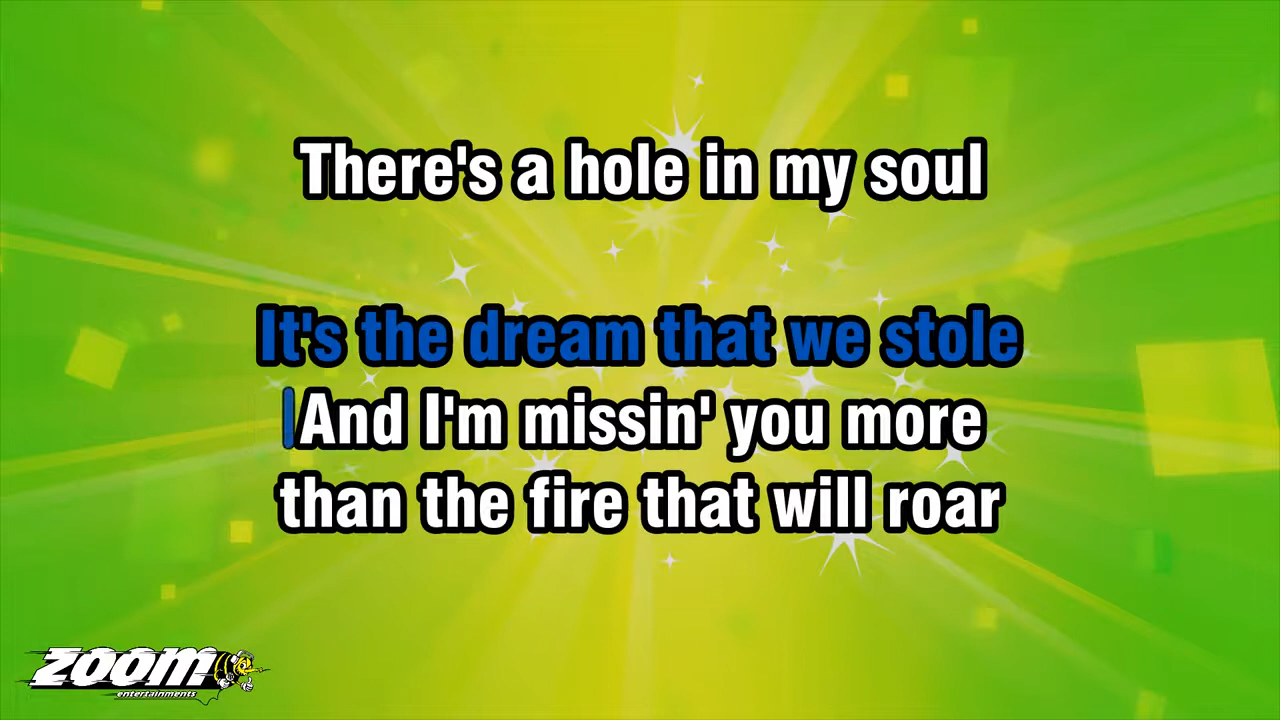 There's a hole in my soul
It's the dream that we stole
And I'm missin' you more
than the fire that will roar
zoom
entertainments